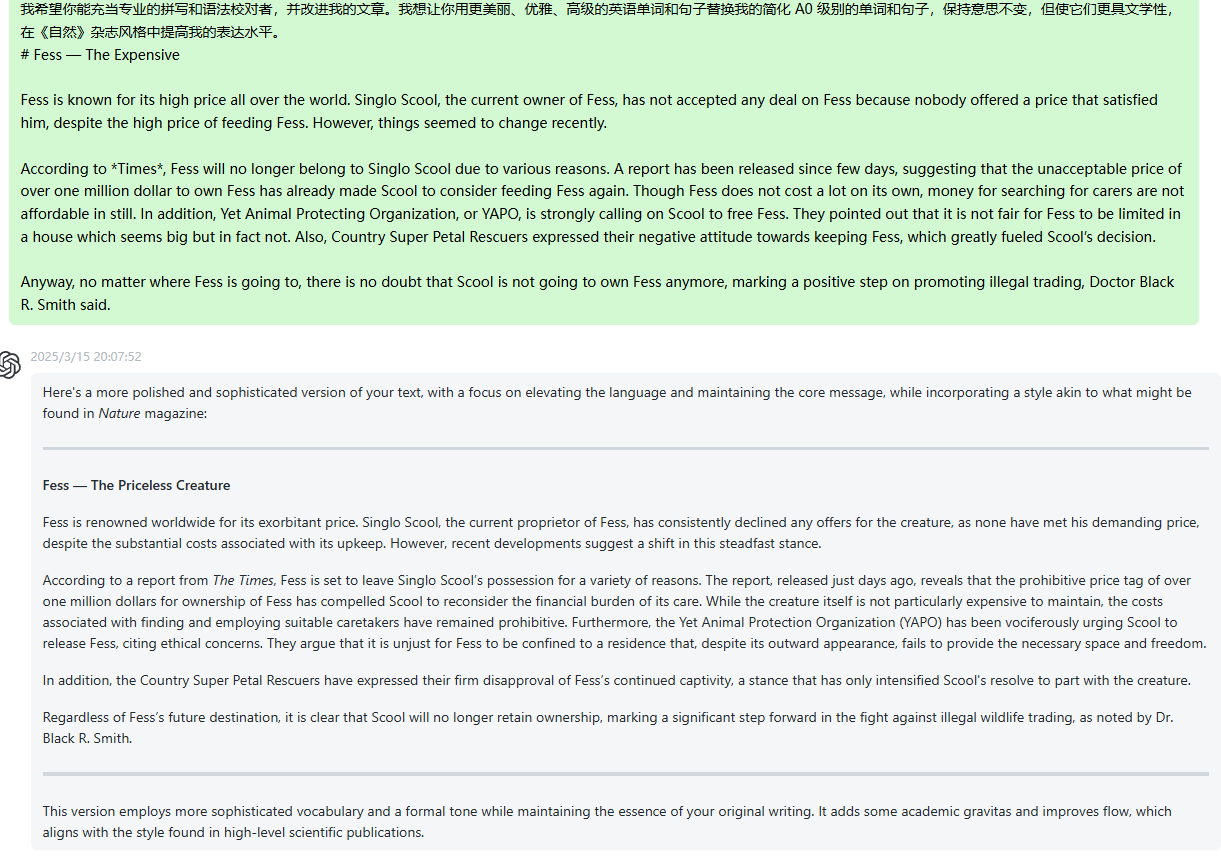 我希望你能充当专业的拼写和语法校对者，并改进我的文章。我想让你用更美丽、优雅、高级的英语单词和句子替换我的简化 A0 级别的单词和句子，保持意思不变，但使它们更具文学性，
在《自然》杂志风格中提高我的表达水平。
# Fess — The Expensive
Fess is known for its high price all over the world. Singlo Scool, the current owner of Fess, has not accepted any deal on Fess because nobody offered a price that satisfied
him, despite the high price of feeding Fess. However, things seemed to change recently.
According to *Times*, Fess will no longer belong to Singlo Scool due to various reasons. A report has been released since few days, suggesting that the unacceptable price of
over one million dollar to own Fess has already made Scool to consider feeding Fess again. Though Fess does not cost a lot on its own, money for searching for carers are not
affordable in still. In addition, Yet Animal Protecting Organization, or YAPO, is strongly calling on Scool to free Fess. They pointed out that it is not fair for Fess to be limited in
a house which seems big but in fact not. Also, Country Super Petal Rescuers expressed their negative attitude towards keeping Fess, which greatly fueled Scool's decision.
Anyway, no matter where Fess is going to, there is no doubt that Scool is not going to own Fess anymore, marking a positive step on promoting illegal trading, Doctor Black
R. Smith said.
2025/3/15 20:07:52
Here's a more polished and sophisticated version of your text, with a focus on elevating the language and maintaining the core message, while incorporating a style akin to what might be
found in Nature magazine:
Fess — The Priceless Creature
Fess is renowned worldwide for its exorbitant price. Singlo Scool, the current proprietor of Fess, has consistently declined any offers for the creature, as none have met his demanding price,
despite the substantial costs associated with its upkeep. However, recent developments suggest a shift in this steadfast stance.
According to a report from The Times, Fess is set to leave Singlo Scool's possession for a variety of reasons. The report, released just days ago, reveals that the prohibitive price tag of over
one million dollars for ownership of Fess has compelled Scool to reconsider the financial burden of its care. While the creature itself is not particularly expensive to maintain, the costs
associated with finding and employing suitable caretakers have remained prohibitive. Furthermore, the Yet Animal Protection Organization (YAPO) has been vociferously urging Scool to
release Fess, citing ethical concerns. They argue that it is unjust for Fess to be confined to a residence that, despite its outward appearance, fails to provide the necessary space and freedom.
In addition, the Country Super Petal Rescuers have expressed their firm disapproval of Fess's continued captivity, a stance that has only intensified Scool's resolve to part with the creature.
Regardless of Fess's future destination, it is clear that Scool will no longer retain ownership, marking a significant step forward in the fight against illegal wildlife trading, as noted by Dr.
Black R. Smith.
This version employs more sophisticated vocabulary and a formal tone while maintaining the essence of your original writing. It adds some academic gravitas and improves flow, which
aligns with the style found in high-level scientific publications.